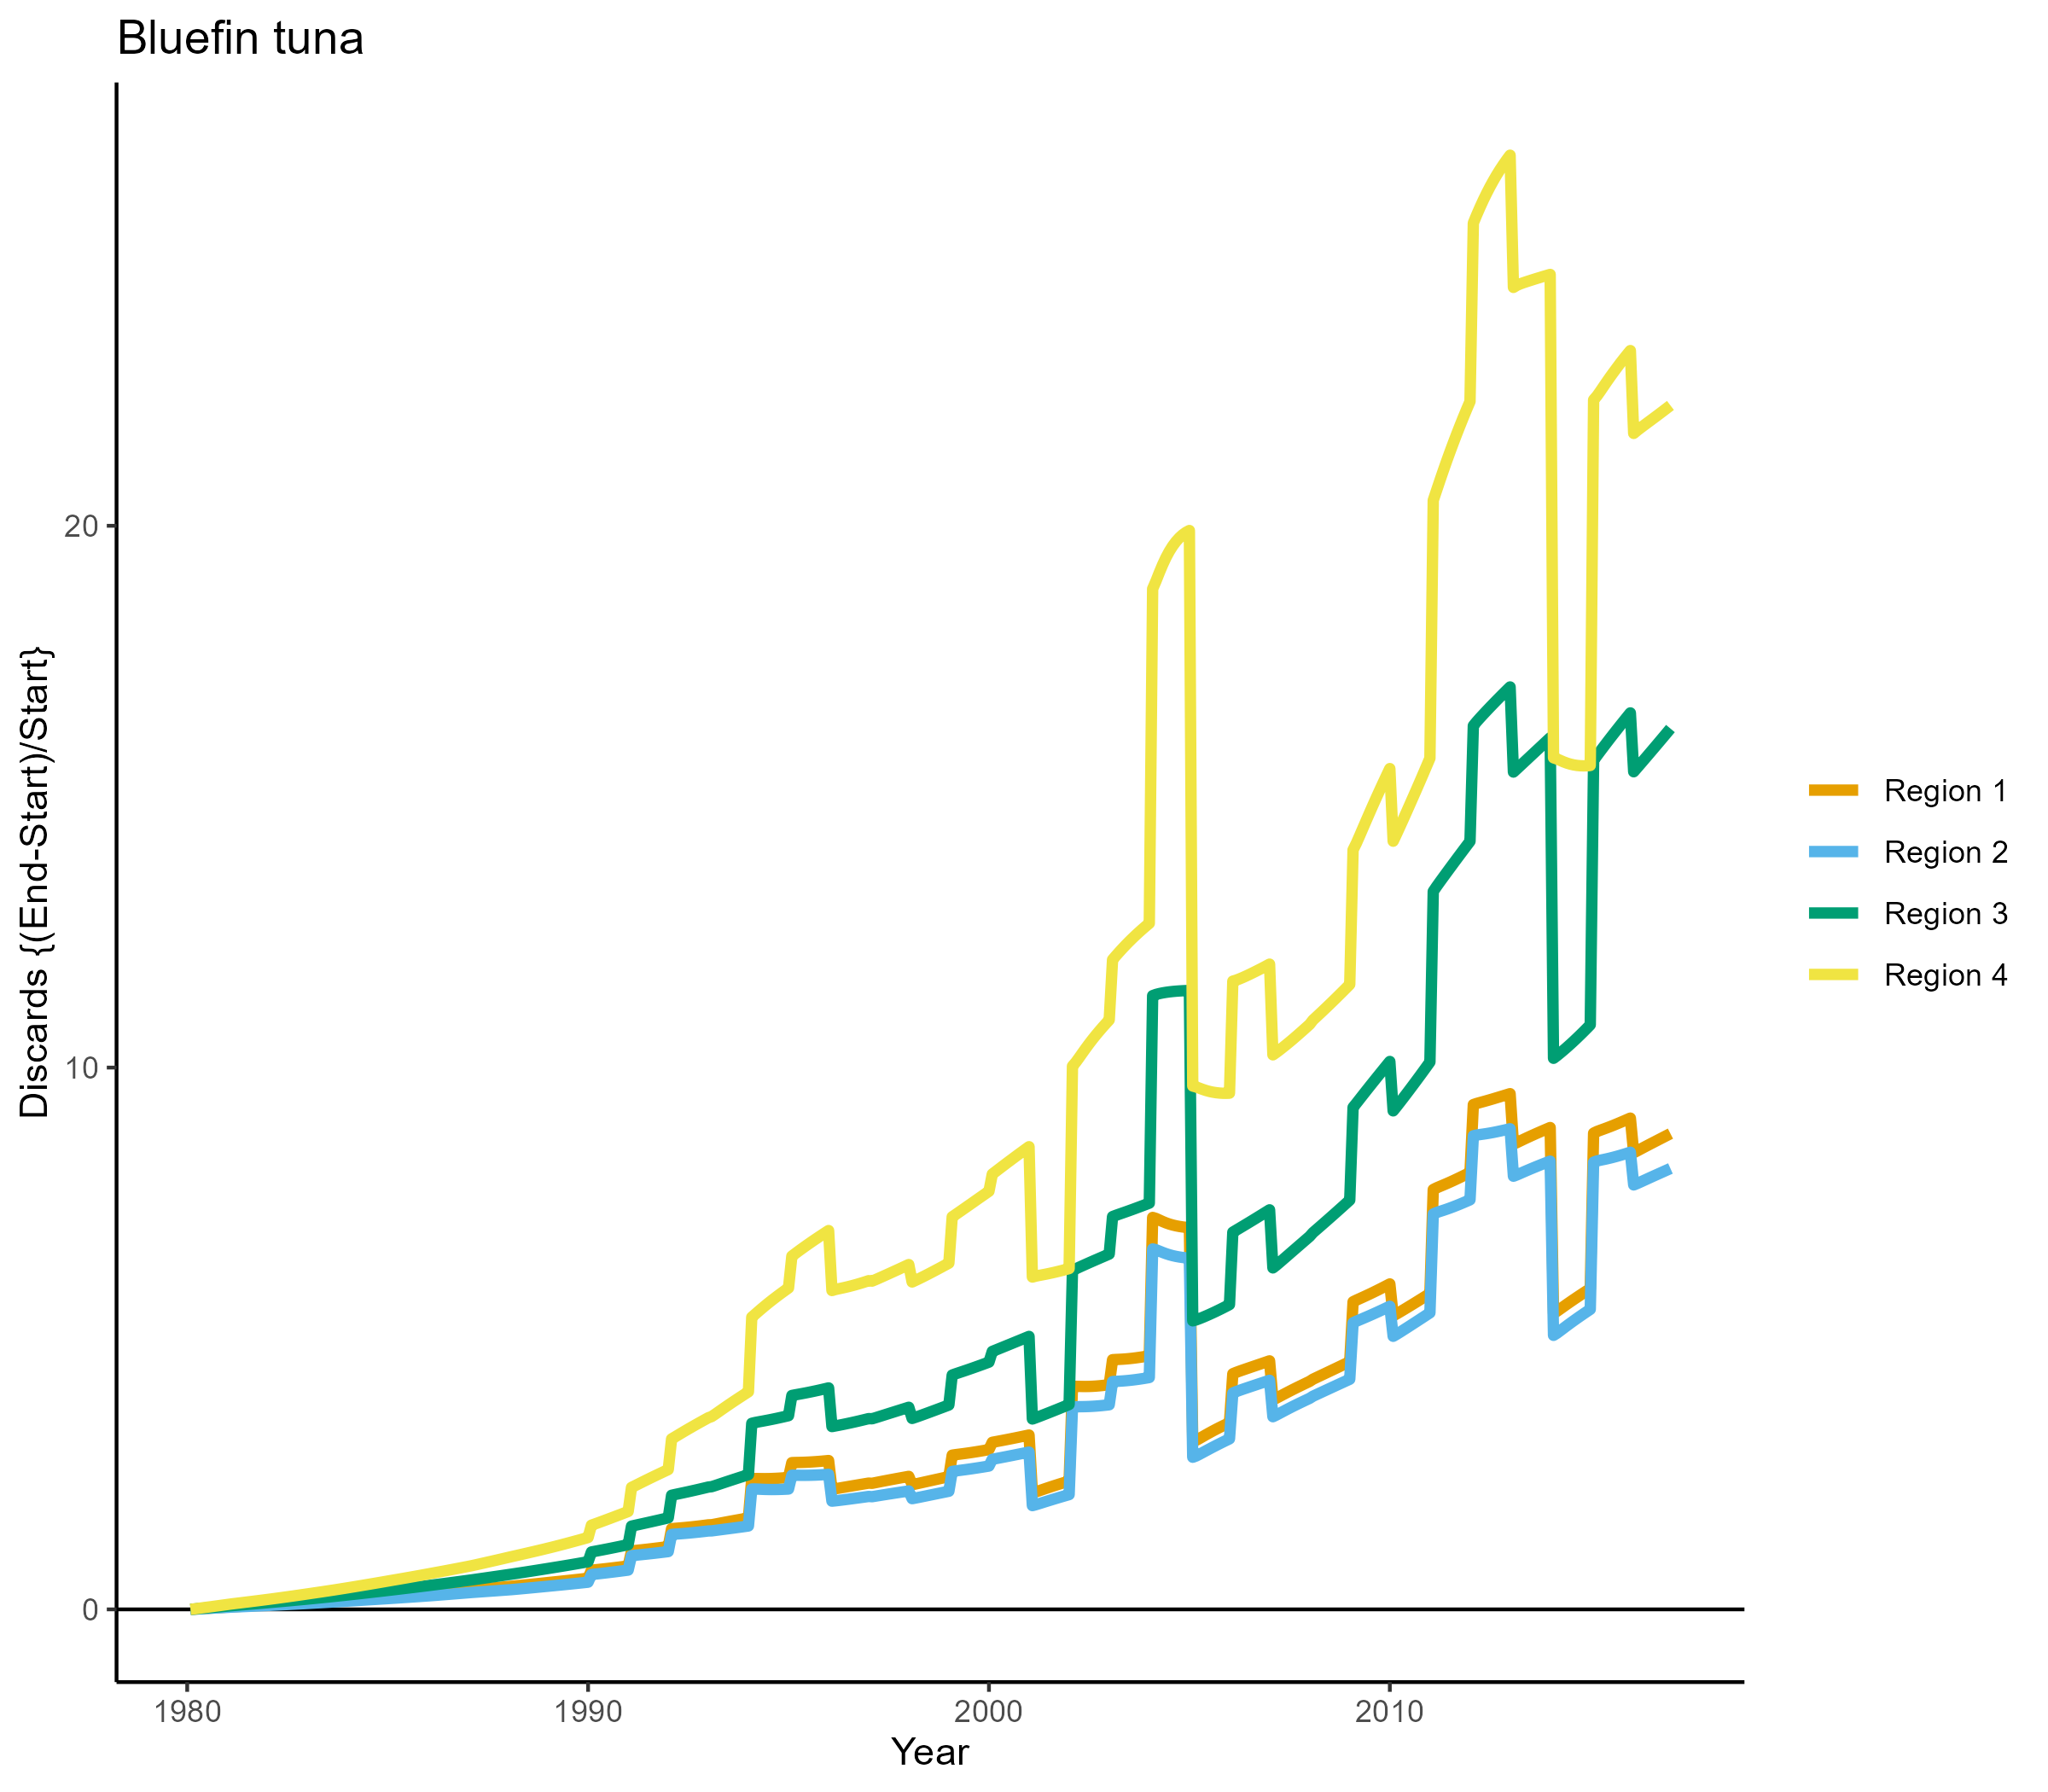 Bluefin tuna
Discards {(End-Start)/Start}
20
10
0
1980
1990
2000
2010
Year
Region 1
Region 2
Region 3
Region 4